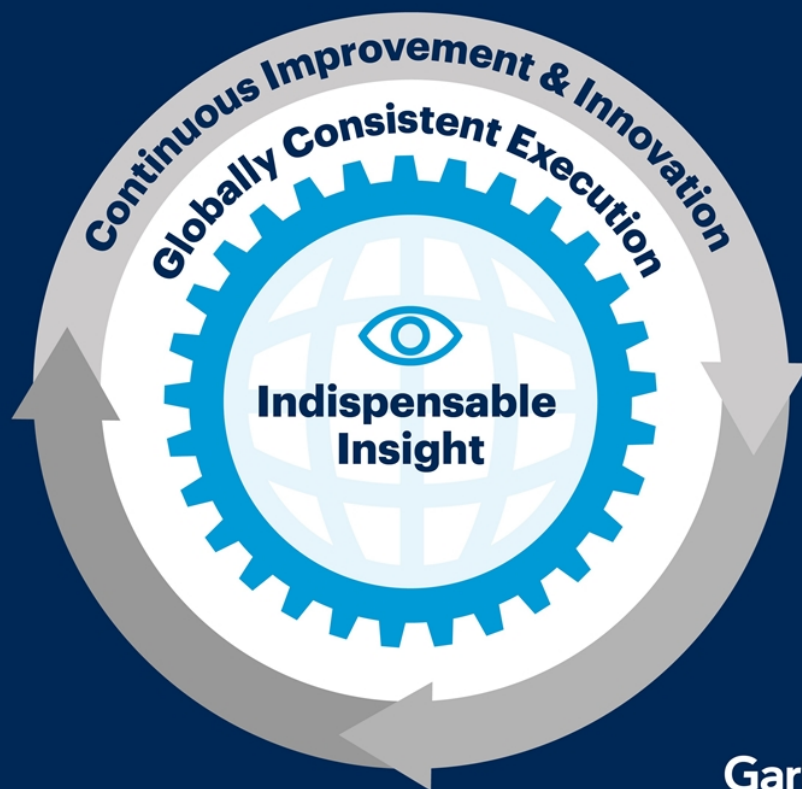 Continuous Improvement & Innovation
Globally Consistent Execution
Indispensable
Insight
Gar